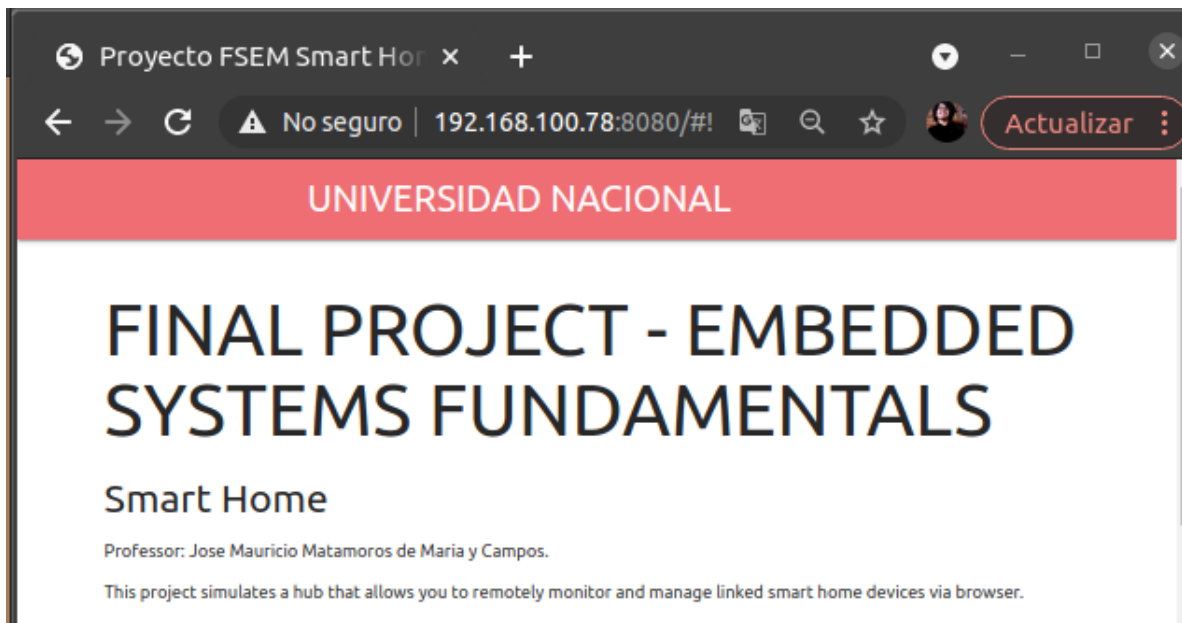 Proyecto FSEM Smart Hom
No seguro 192.168.100.78:8080/#!
Actualizar
UNIVERSIDAD NACIONAL
FINAL PROJECT - EMBEDDED
SYSTEMS FUNDAMENTALS
Smart Home
Professor: Jose Mauricio Matamoros de Maria y Campos.
This project simulates a hub that allows you to remotely monitor and manage linked smart home devices via browser.